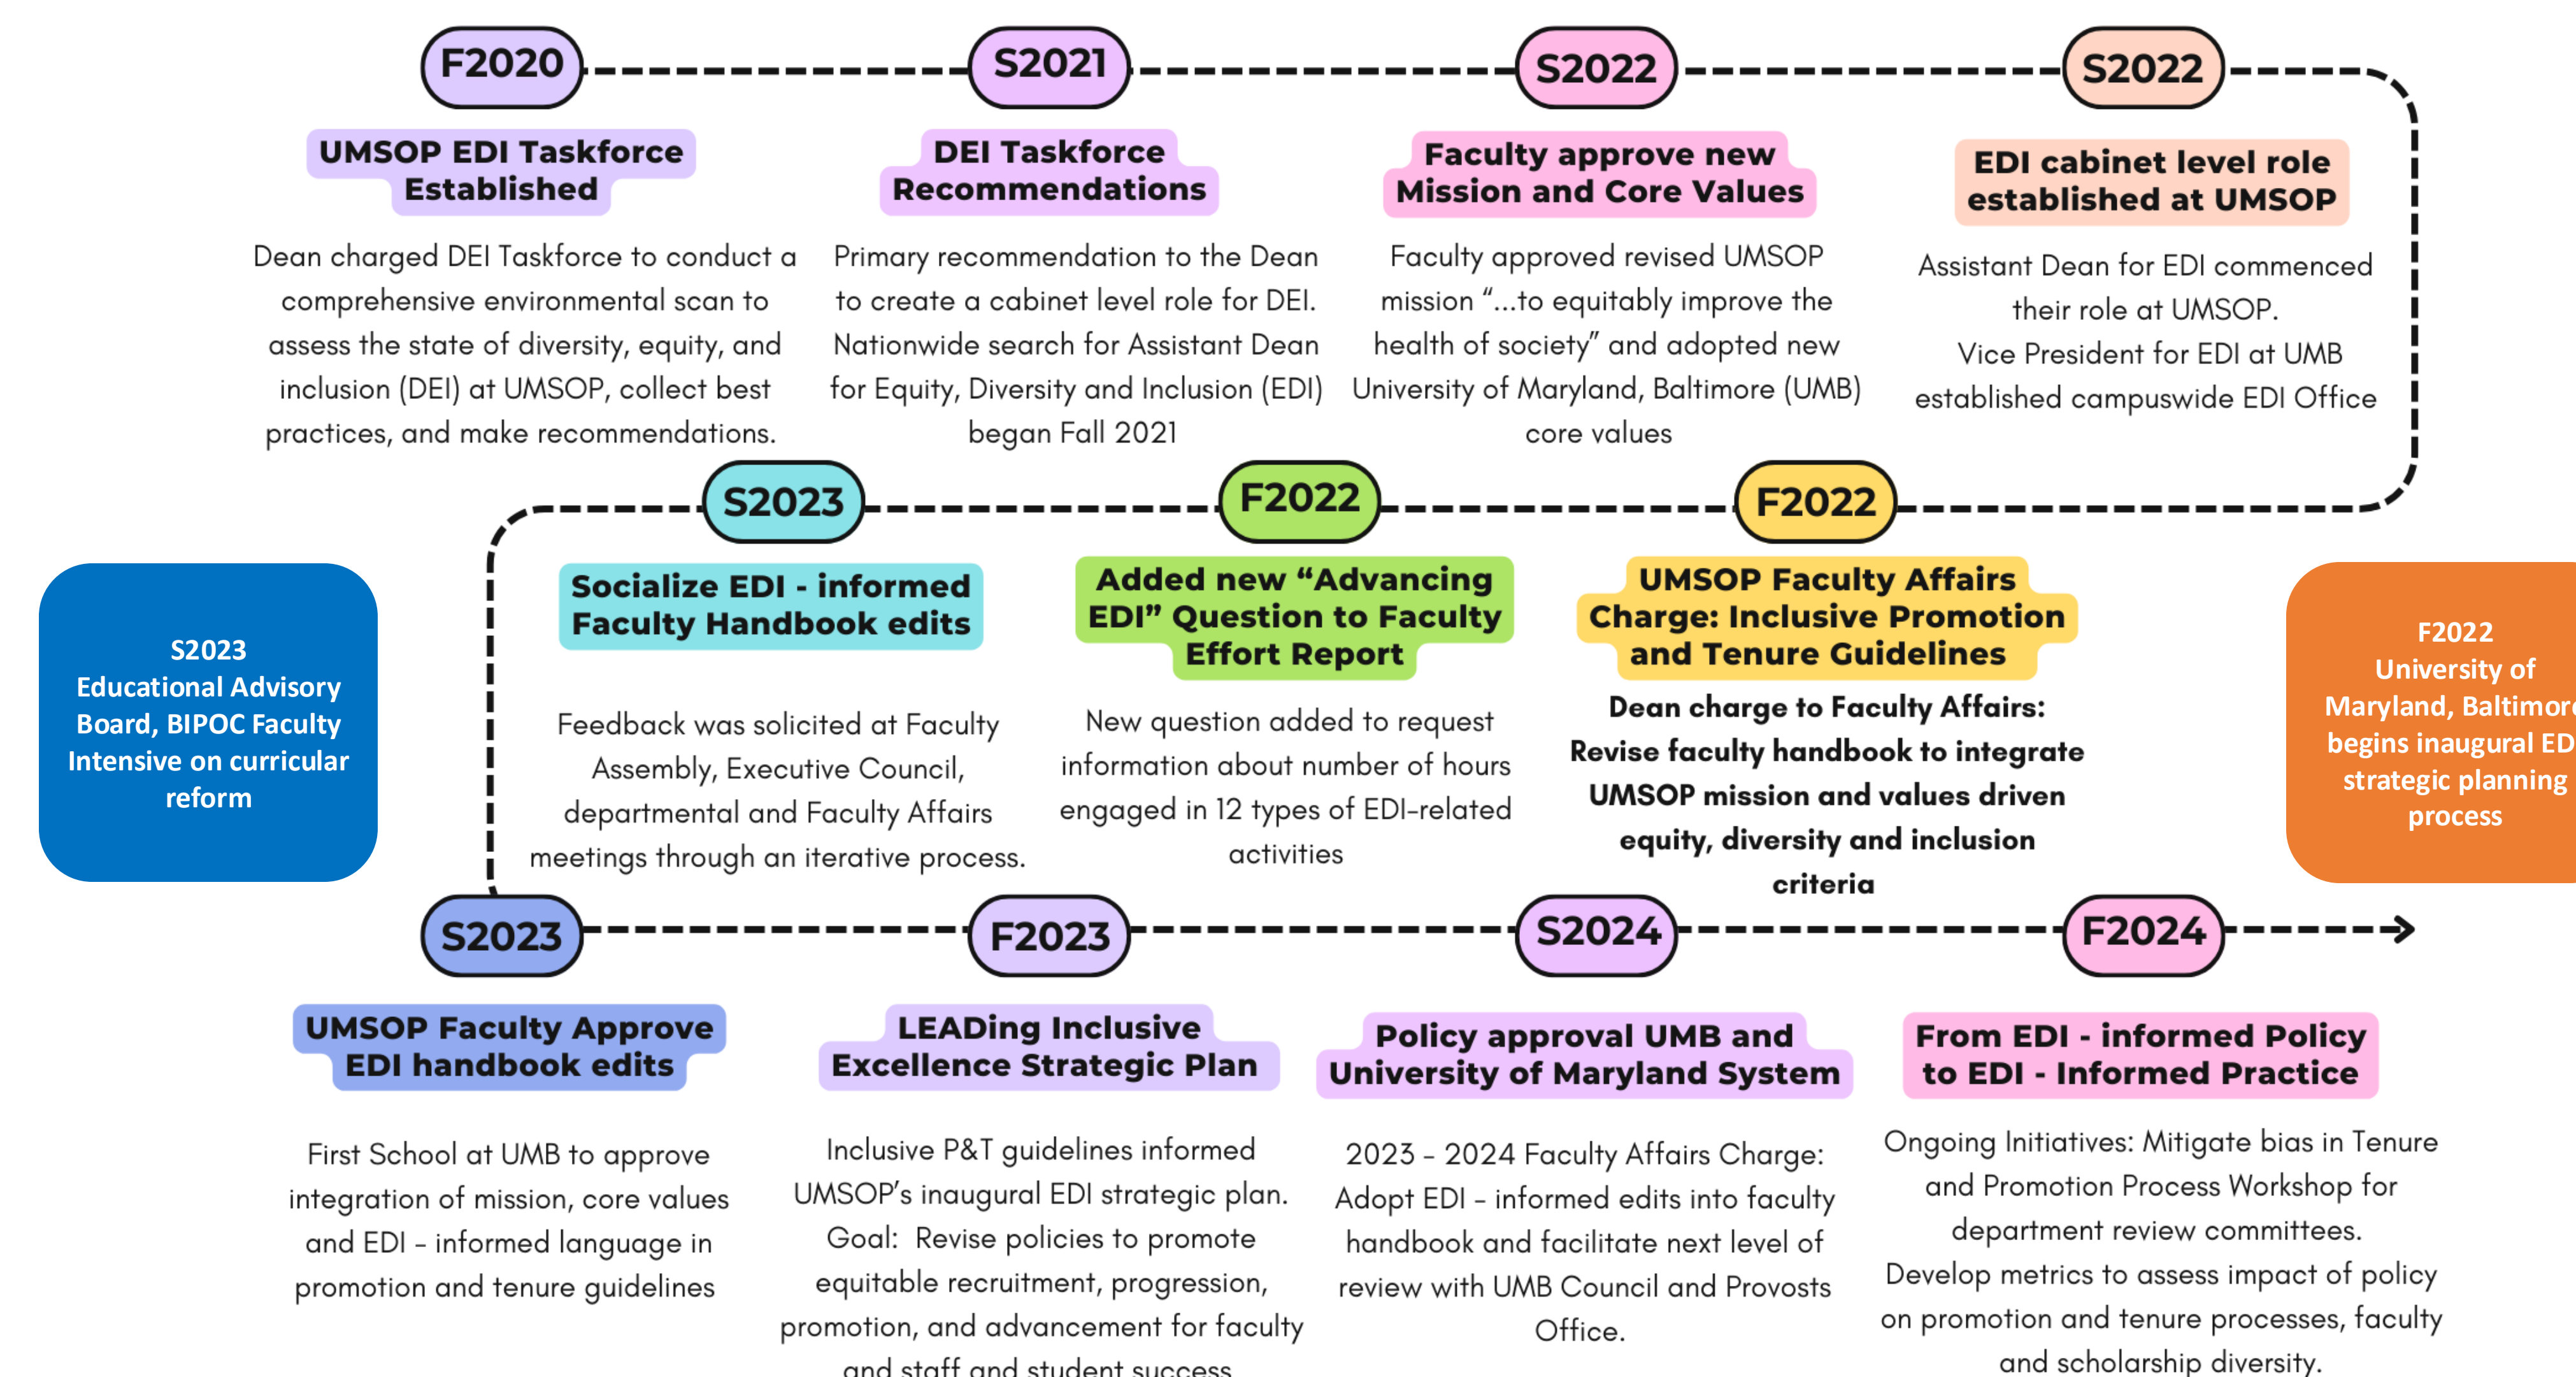 F2020
UMSOP EDI Taskforce
Established
Dean charged DEI Taskforce to conduct a
comprehensive environmental scan to
assess the state of diversity, equity, and
inclusion (DEI) at UMSOP, collect best
practices, and make recommendations.
S2021
DEI Taskforce
Recommendations
Primary recommendation to the Dean
to create a cabinet level role for DEI.
Nationwide search for Assistant Dean
for Equity, Diversity and Inclusion (EDI)
began Fall 2021
S2022
Faculty approve new
Mission and Core Values
Faculty approved revised UMSOP
mission “...to equitably improve the
health of society” and adopted new
University of Maryland, Baltimore (UMB)
core values
S2022
EDI cabinet level role
established at UMSOP
Assistant Dean for EDI commenced
their role at UMSOP.
Vice President for EDI at UMB
established campuswide EDI Office
S2023
Educational Advisory
Board, BIPOC Faculty
Intensive on curricular
reform
S2023
Socialize EDI - informed
Faculty Handbook edits
Feedback was solicited at Faculty
Assembly, Executive Council,
departmental and Faculty Affairs
meetings through an iterative process.
F2022
Added new “Advancing
EDI” Question to Faculty
Effort Report
New question added to request
information about number of hours
engaged in 12 types of EDI-related
activities
F2022
UMSOP Faculty Affairs
Charge: Inclusive Promotion
and Tenure Guidelines
Dean charge to Faculty Affairs:
Revise faculty handbook to integrate
UMSOP mission and values driven
equity, diversity and inclusion
criteria
F2022
University of
Maryland, Baltimore
begins inaugural ED
strategic planning
process
S2023
UMSOP Faculty Approve
EDI handbook edits
First School at UMB to approve
integration of mission, core values
and EDI - informed language in
promotion and tenure guidelines
F2023
LEADing Inclusive
Excellence Strategic Plan
Inclusive P&T guidelines informed
UMSOP’s inaugural EDI strategic plan.
Goal: Revise policies to promote
equitable recruitment, progression,
promotion, and advancement for faculty
and staff and student success
S2024
Policy approval UMB and
University of Maryland System
2023 - 2024 Faculty Affairs Charge:
Adopt EDI - informed edits into faculty
handbook and facilitate next level of
review with UMB Council and Provosts
Office.
F2024
From EDI - informed Policy
to EDI - Informed Practice
Ongoing Initiatives: Mitigate bias in Tenure
and Promotion Process Workshop for
department review committees.
Develop metrics to assess impact of policy
on promotion and tenure processes, faculty
and scholarship diversity.